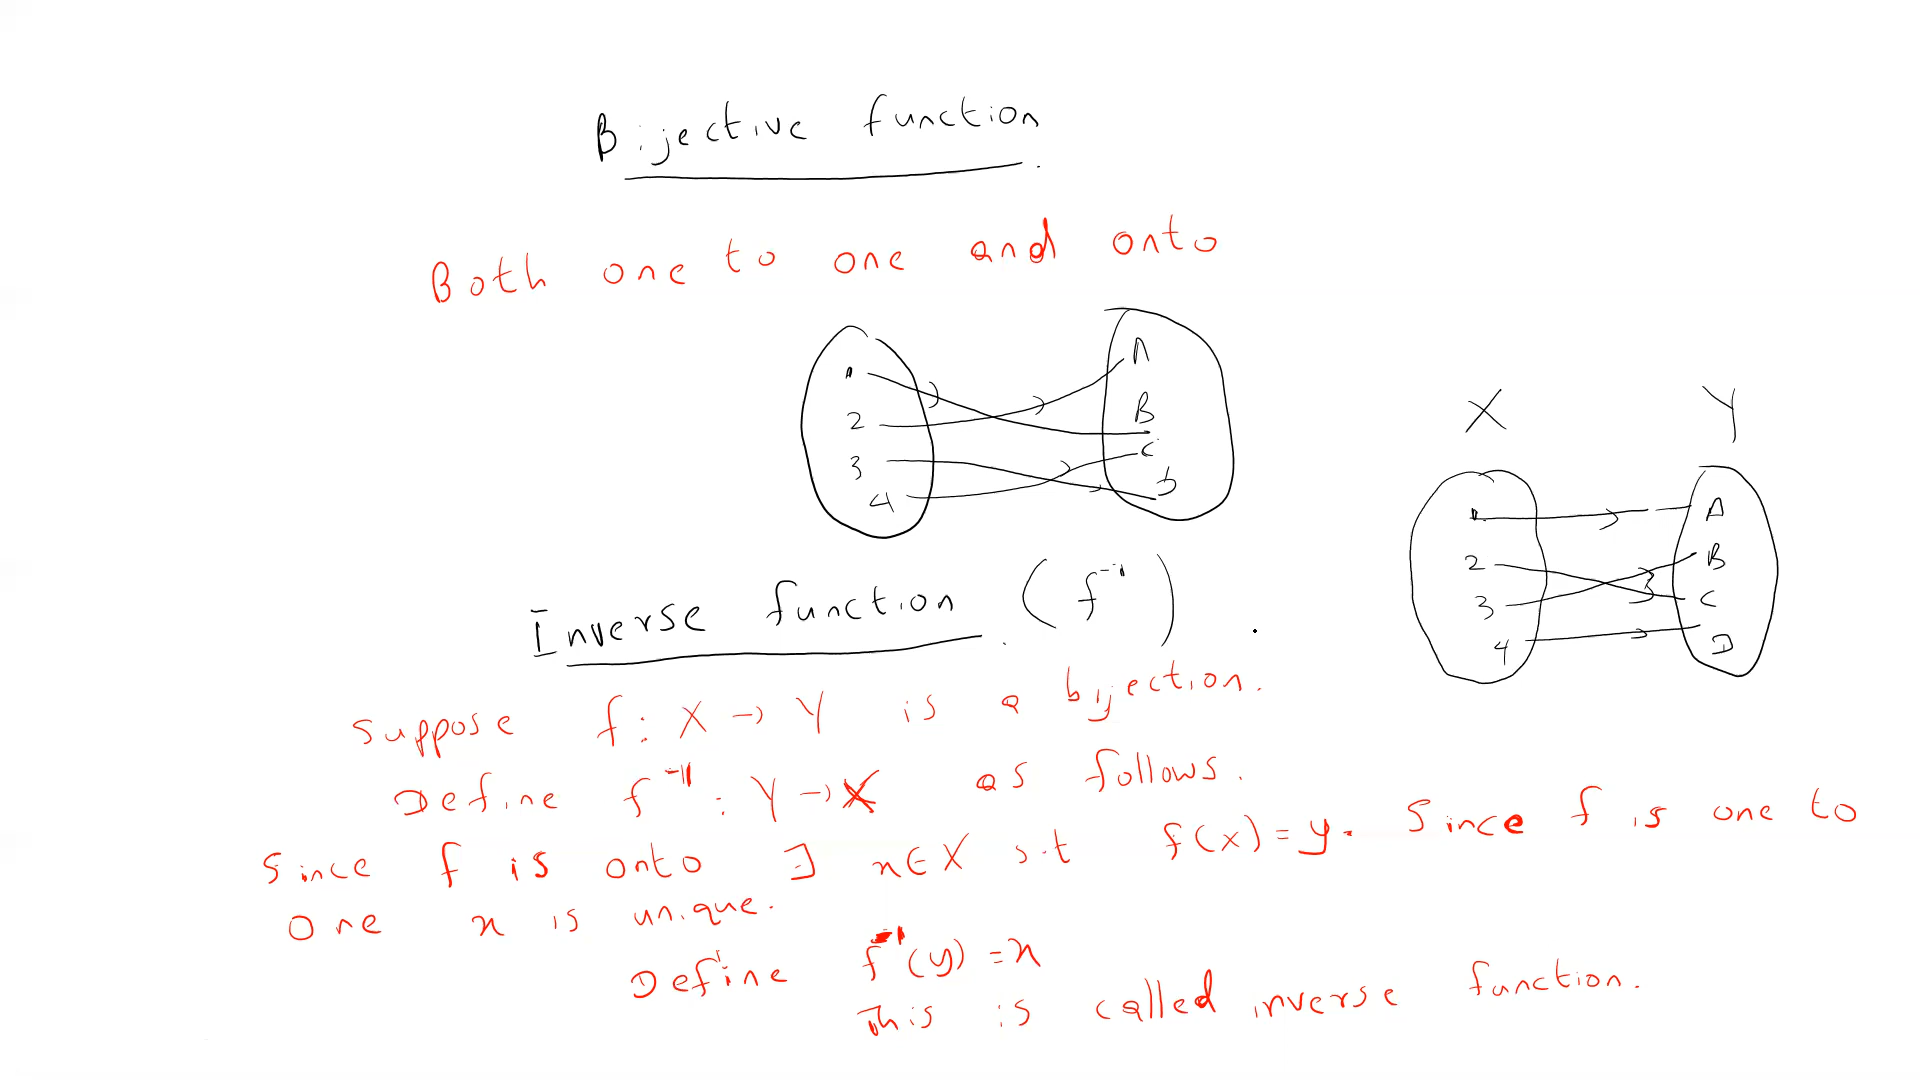 Bijective function.
Both one to one and onto
1 A
2 B
3 C
4 D
X Y
1 A
2 B
3 C
4 D
Inverse function. (f⁻¹) .
Suppose f: X → Y is a bijection.
Define f⁻¹: Y → X as follows.
Since f is onto ∃ x∈X s.t f(x)=y. Since f is one to
one x is unique.
Define f⁻¹(y)=x
This is called inverse function.